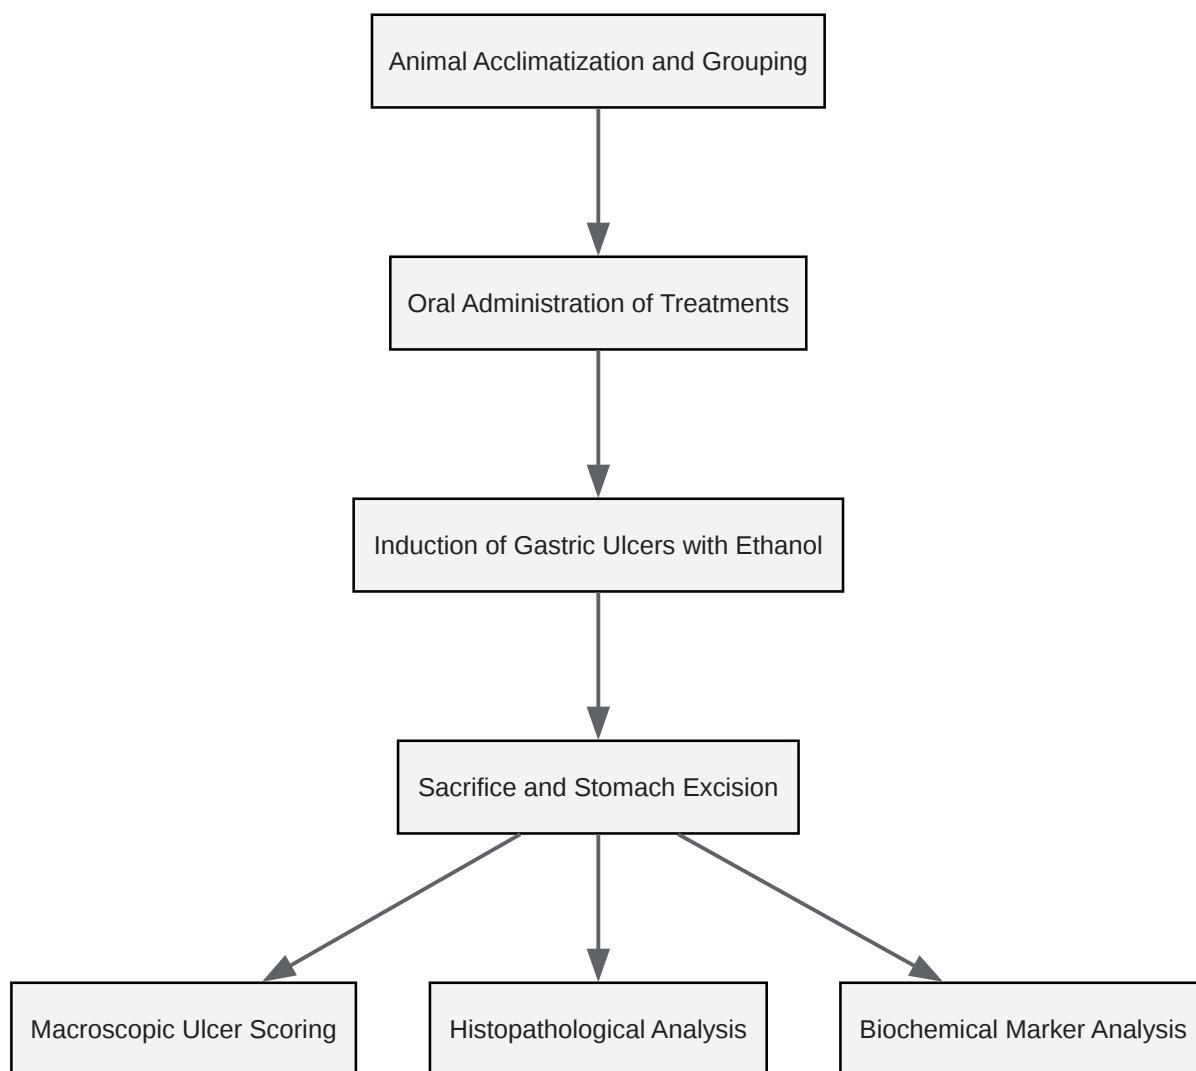 Animal Acclimatization and Grouping
Oral Administration of Treatments
Induction of Gastric Ulcers with Ethanol
Sacrifice and Stomach Excision
Macroscopic Ulcer Scoring
Histopathological Analysis
Biochemical Marker Analysis